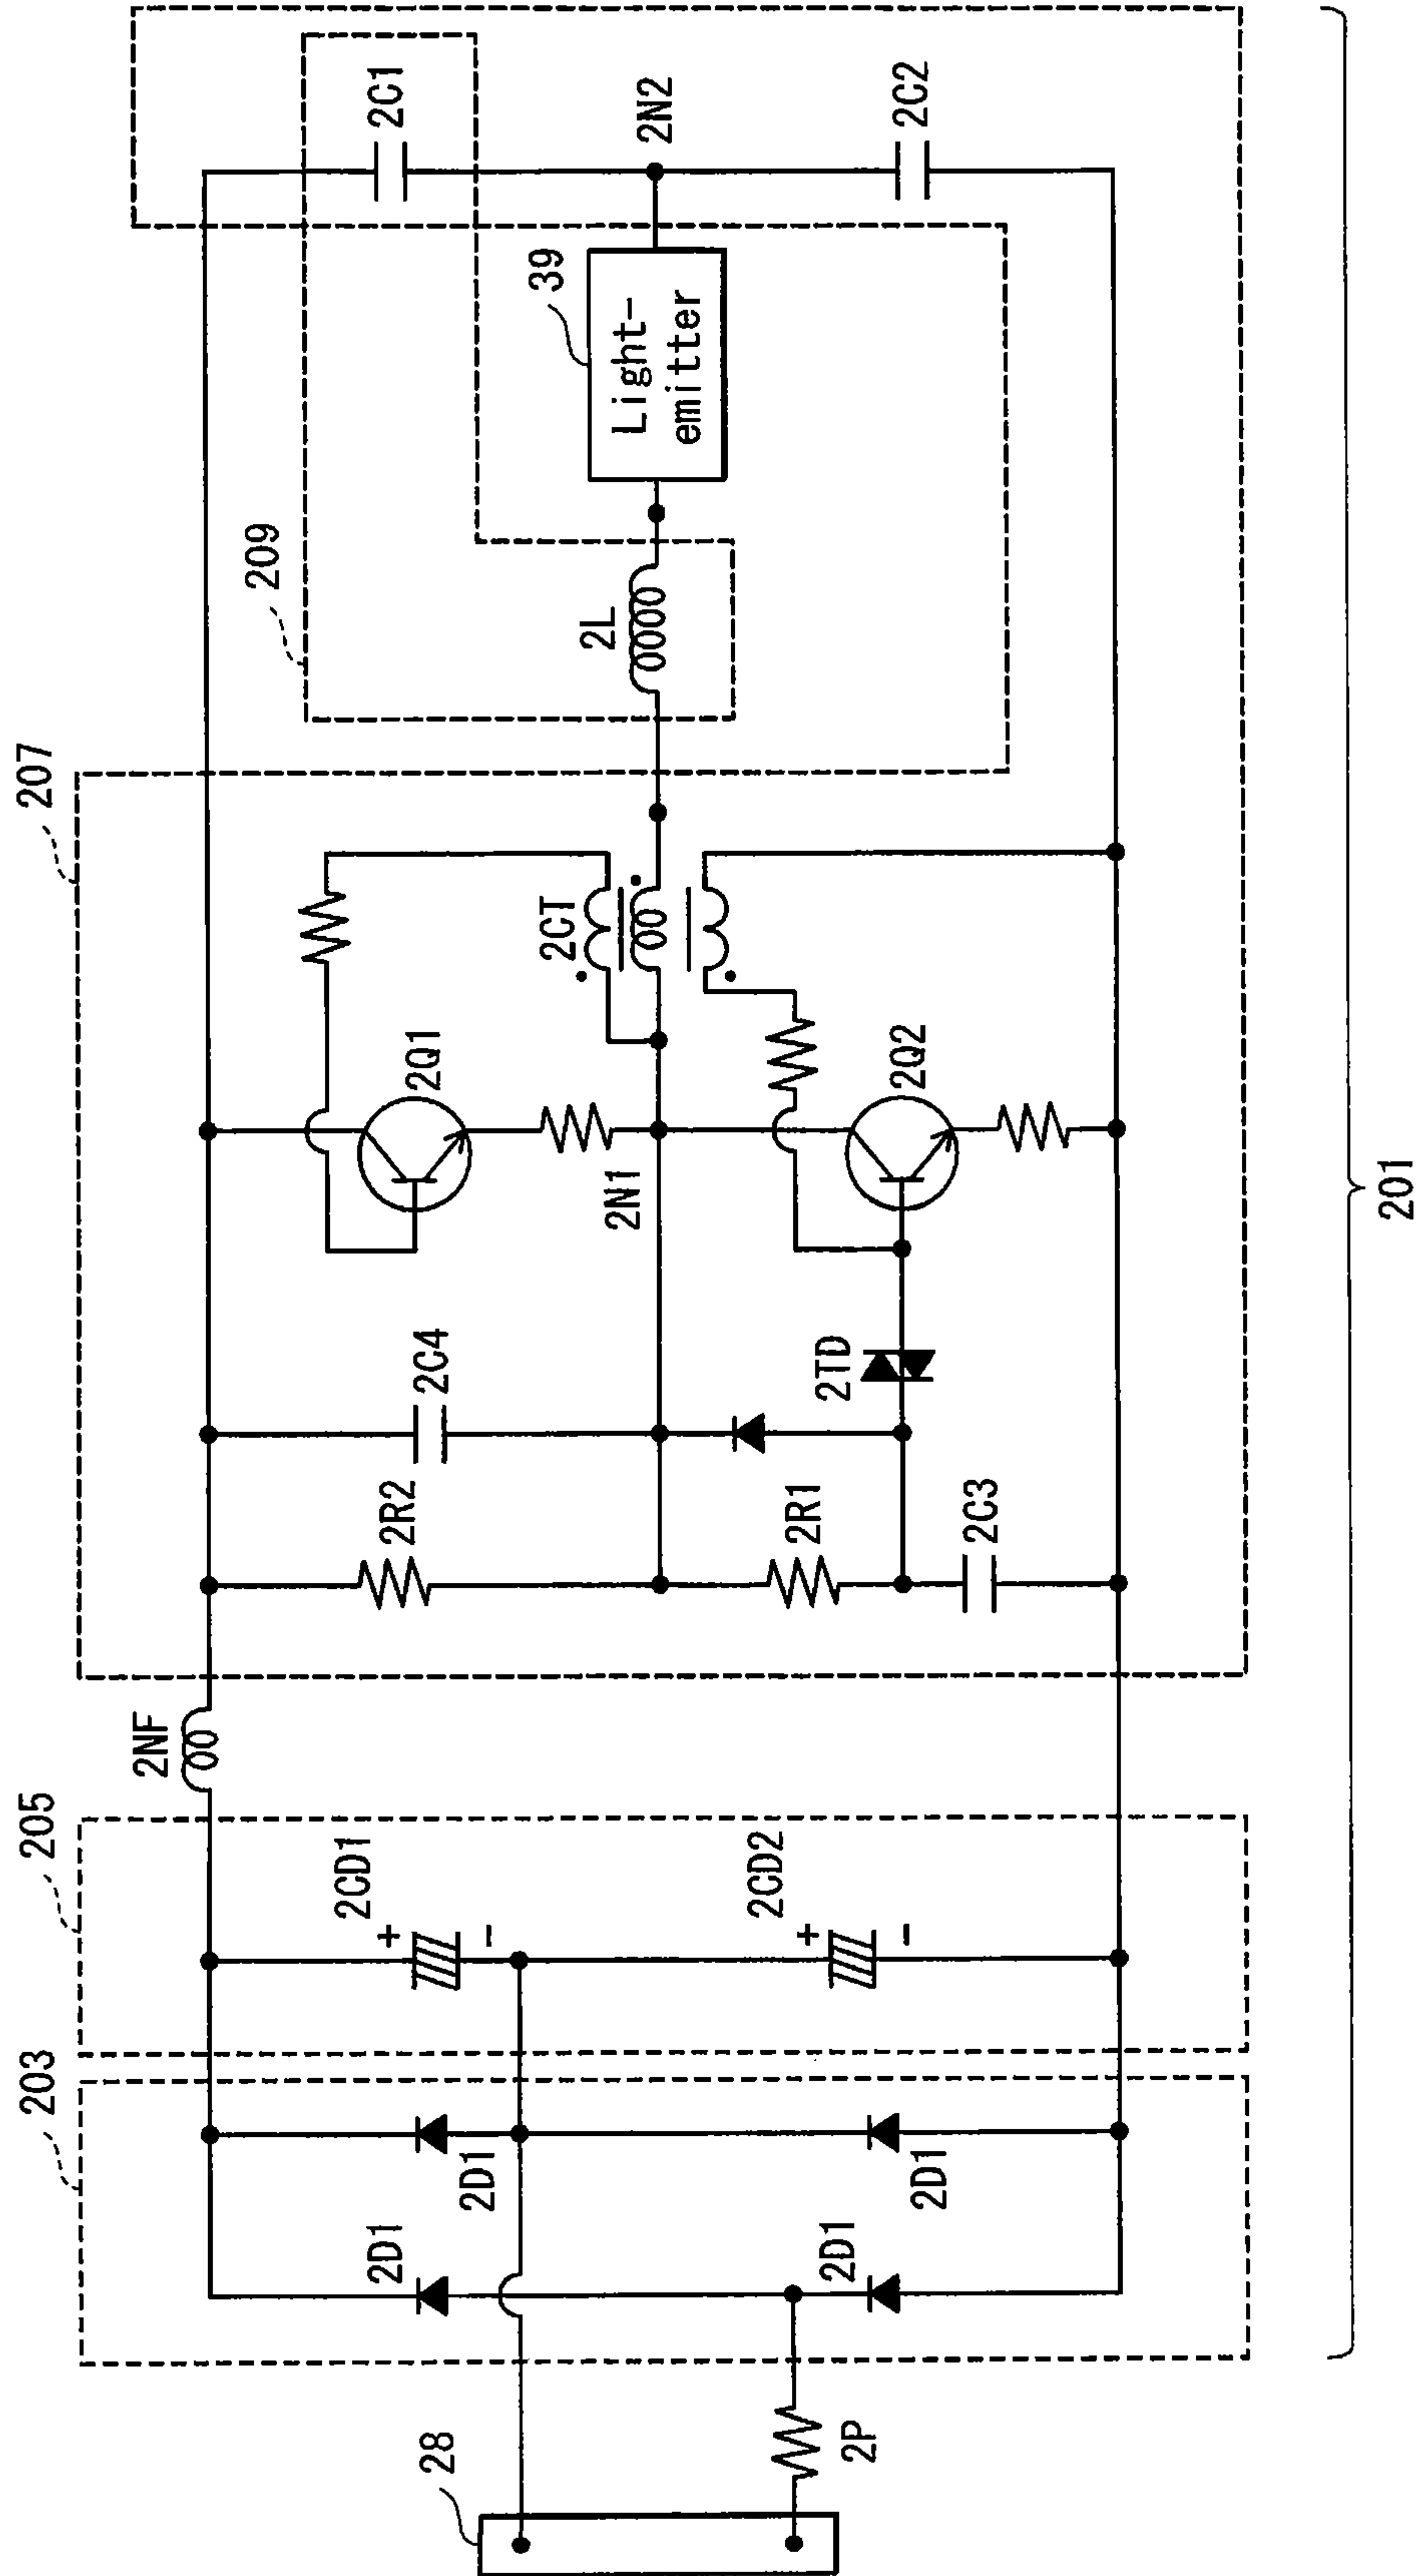 201
207
209
2C1
2N2
2C2
39
Light-
emitter
2L
2CT
2Q1
2N1
2Q2
2C4
2TD
2R2
2R1
2C3
2NF
205
2CD1
+
-
2CD2
+
-
203
2D1
2D1
2D1
2D1
28
2P